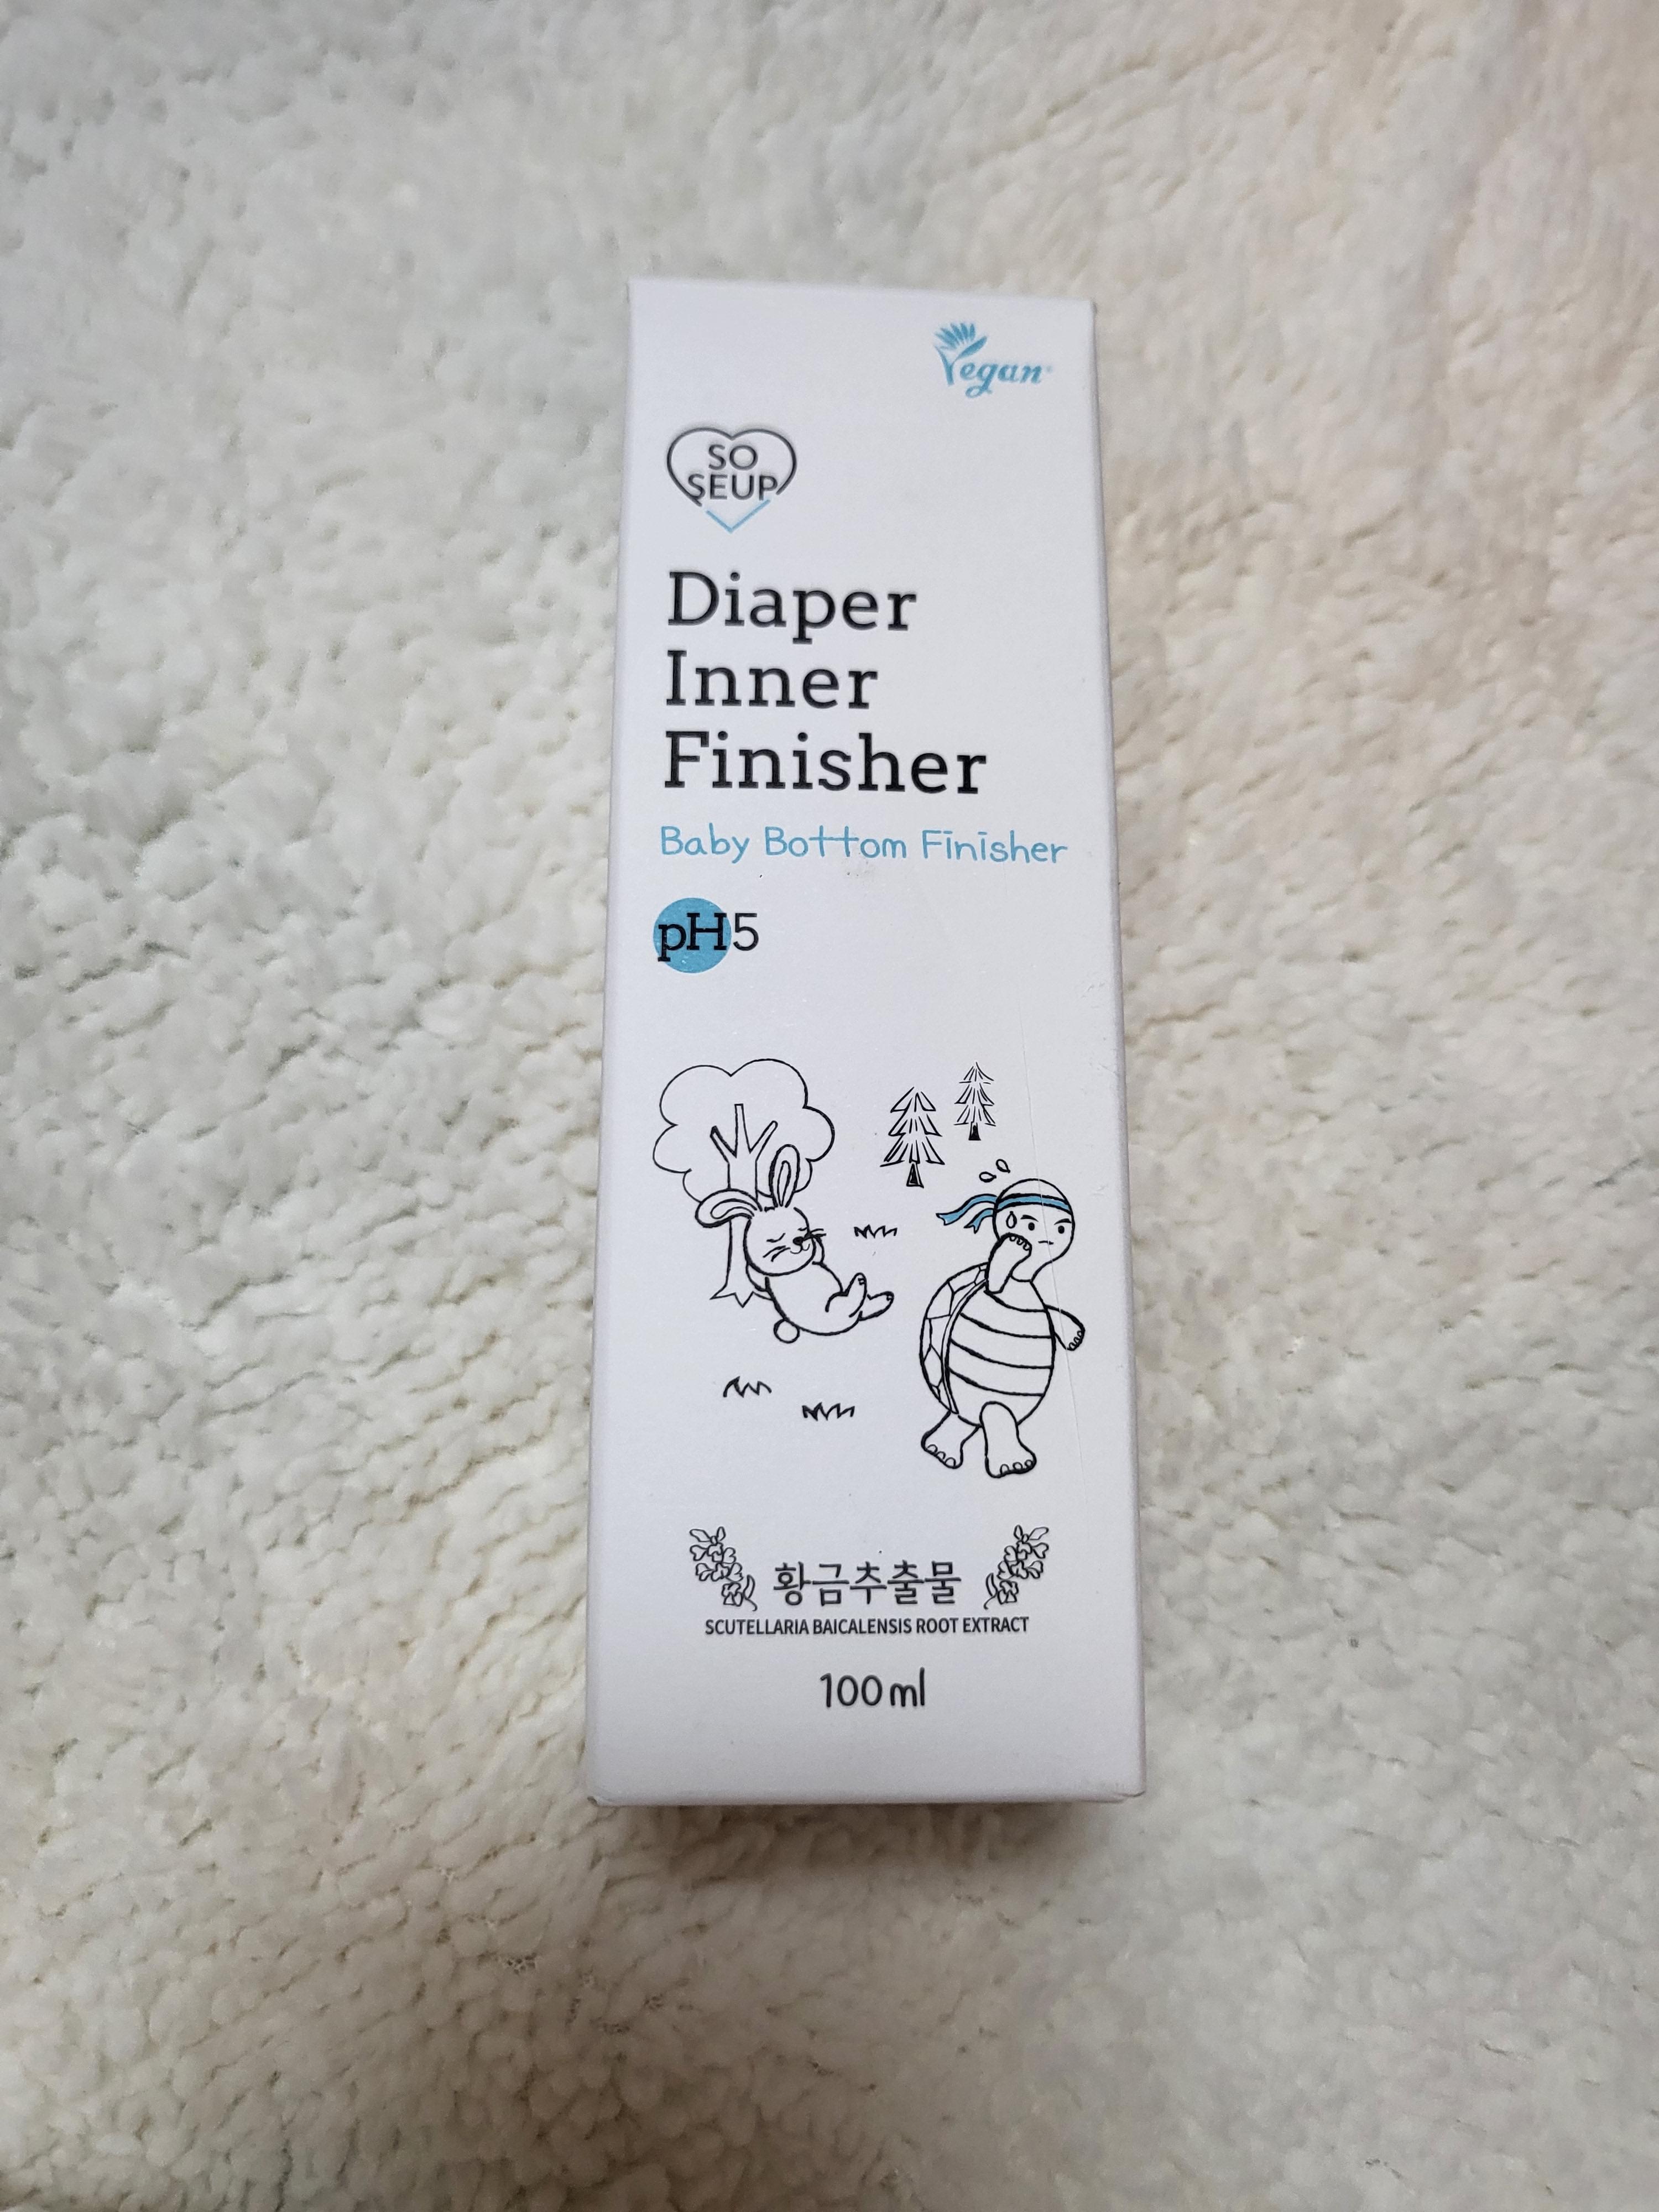 Vegan
SO
SEUP
Diaper
Inner
Finisher
Baby Bottom Finisher
pH5
황금추출물
SCUTELLARIA BAICALENSIS ROOT EXTRACT
100ml